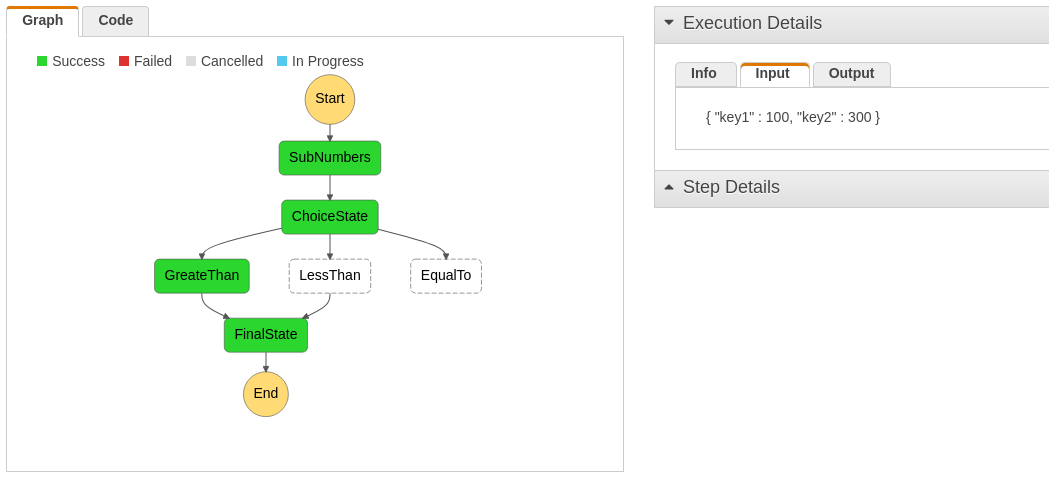 Graph
Code
Success
Failed
Cancelled
In Progress
Start
SubNumbers
ChoiceState
GreateThan
LessThan
EqualTo
FinalState
End
Execution Details
Info
Input
Output
{ "key1" : 100, "key2" : 300 }
Step Details